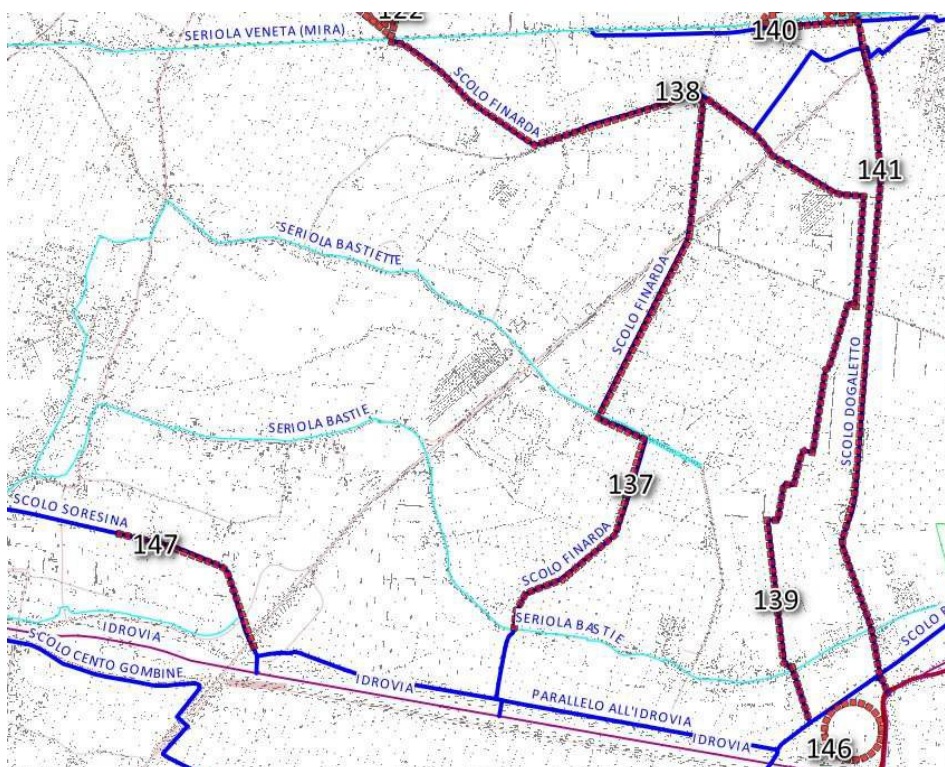 122
SERIOLA VENETA (MIRA)
140
SCOLO FINARDA
138
141
SERIOLA BASTIETTE
SCOLO FINARDA
SCOLO DOGALETTO
SERIOLA BASTIE
137
SCOLO SORESINA
147
SCOLO FINARDA
139
SERIOLA BASTIE
SCOLO
IDROVIA
SCOLO CENTO GOMBINE
IDROVIA
PARALLELO ALL'IDROVIA
IDROVIA
146